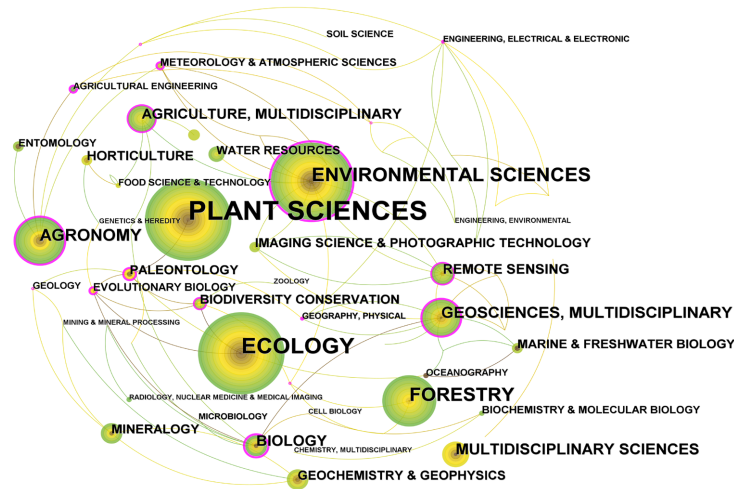 SOIL SCIENCE
ENGINEERING, ELECTRICAL & ELECTRONIC
METEOROLOGY & ATMOSPHERIC SCIENCES
AGRICULTURAL ENGINEERING
AGRICULTURE, MULTIDISCIPLINARY
ENTOMOLOGY
WATER RESOURCES
HORTICULTURE
ENVIRONMENTAL SCIENCES
FOOD SCIENCE & TECHNOLOGY
PLANT SCIENCES
GENETICS & HEREDITY
ENGINEERING, ENVIRONMENTAL
AGRONOMY
IMAGING SCIENCE & PHOTOGRAPHIC TECHNOLOGY
PALEONTOLOGY
REMOTE SENSING
ZOOLOGY
GEOLOGY
EVOLUTIONARY BIOLOGY
BIODIVERSITY CONSERVATION
GEOGRAPHY, PHYSICAL
GEOSCIENCES, MULTIDISCIPLINARY
MINING & MINERAL PROCESSING
ECOLOGY
MARINE & FRESHWATER BIOLOGY
OCEANOGRAPHY
FORESTRY
RADIOLOGY, NUCLEAR MEDICINE & MEDICAL IMAGING
CELL BIOLOGY
BIOCHEMISTRY & MOLECULAR BIOLOGY
MICROBIOLOGY
MINERALOGY
BIOLOGY
CHEMISTRY, MULTIDISCIPLINARY
MULTIDISCIPLINARY SCIENCES
GEOCHEMISTRY & GEOPHYSICS